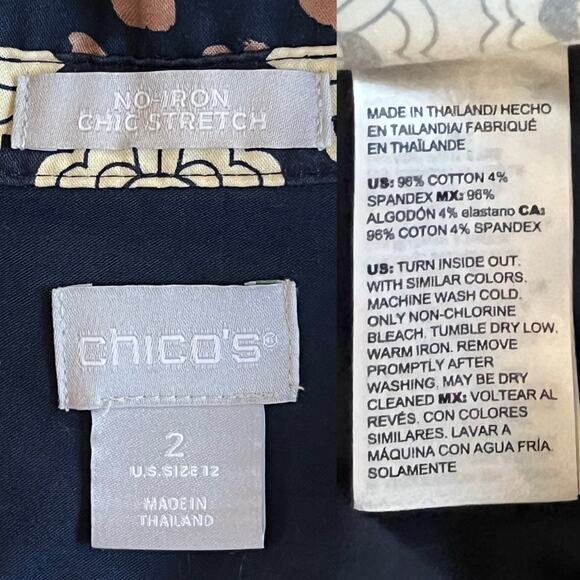 NO-IRON
CHIC STRETCH
chico's®
2
U.S. SIZE 12
MADE IN
THAILAND
MADE IN THAILAND/ HECHO
EN TAILANDIA/ FABRIQUÉ
EN THAÏLANDE
US: 96% COTTON 4%
SPANDEX MX: 96%
ALGODÓN 4% elastano CA:
96% COTON 4% SPANDEX
US: TURN INSIDE OUT.
WITH SIMILAR COLORS.
MACHINE WASH COLD.
ONLY NON-CHLORINE
BLEACH. TUMBLE DRY LOW.
WARM IRON. REMOVE
PROMPTLY AFTER
WASHING. MAY BE DRY
CLEANED MX: VOLTEAR AL
REVÉS. CON COLORES
SIMILARES. LAVAR A
MÁQUINA CON AGUA FRÍA.
SOLAMENTE